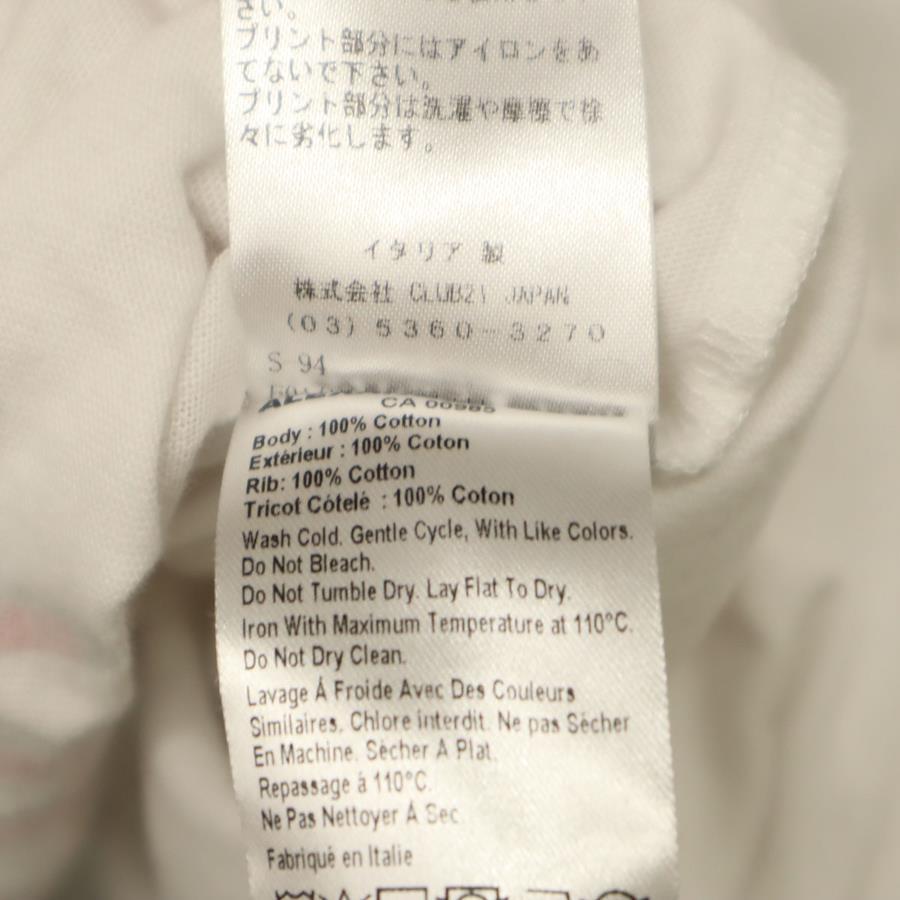 さい。
プリント部分にはアイロンをあ
てないで下さい。
プリント部分は洗濯や摩擦で徐
々に劣化します。
イタリア 製
株式会社 CLUB21 JAPAN
(03) 5360-3270
S 94
CA 00985
Body : 100% Cotton
Extérieur : 100% Coton
Rib: 100% Cotton
Tricot Côtelé : 100% Coton
Wash Cold. Gentle Cycle, With Like Colors.
Do Not Bleach.
Do Not Tumble Dry. Lay Flat To Dry.
Iron With Maximum Temperature at 110°C.
Do Not Dry Clean.
Lavage Á Froide Avec Des Couleurs
Similaires. Chlore interdit. Ne pas Sécher
En Machine. Sècher A Plat.
Repassage á 110°C.
Ne Pas Nettoyer Á Sec
Fabriqué en Italie